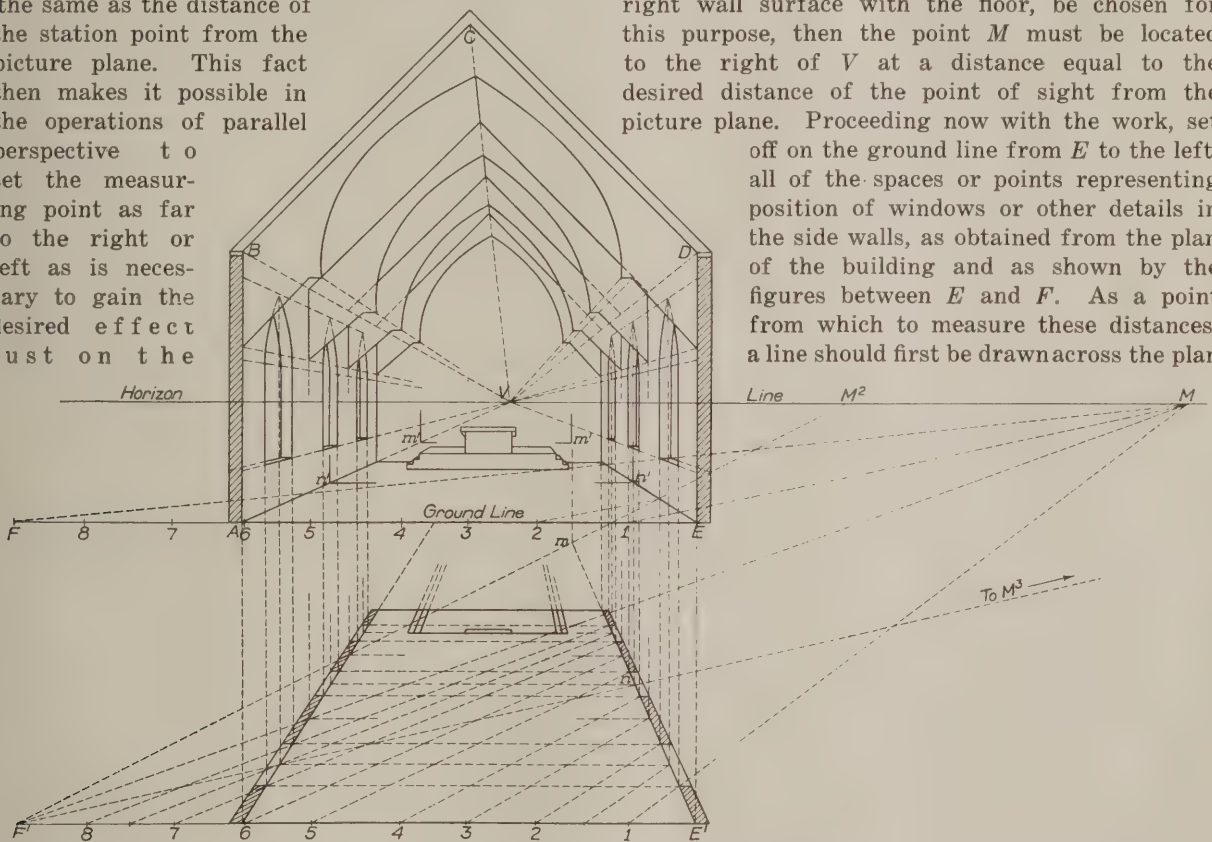 the same as the distance of
the station point from the
picture plane. This fact
then makes it possible in
the operations of parallel
perspective to
set the measur-
ing point as far
to the right or
left as is neces-
sary to gain the
desired effect
just on the
right wall surface with the floor, be chosen for
this purpose, then the point M must be located
to the right of V at a distance equal to the
desired distance of the point of sight from the
picture plane. Proceeding now with the work, set
off on the ground line from E to the left,
all of the spaces or points representing
position of windows or other details in
the side walls, as obtained from the plan
of the building and as shown by the
figures between E and F. As a point
from which to measure these distances,
a line should first be drawn across the plan
C
B D
Horizon V Line M² M
m' m'
n' n'
Ground Line
F 8 7 A 6 5 4 3 2 1 E
m
To M³
n
F' 8 7 6 5 4 3 2 1 E'